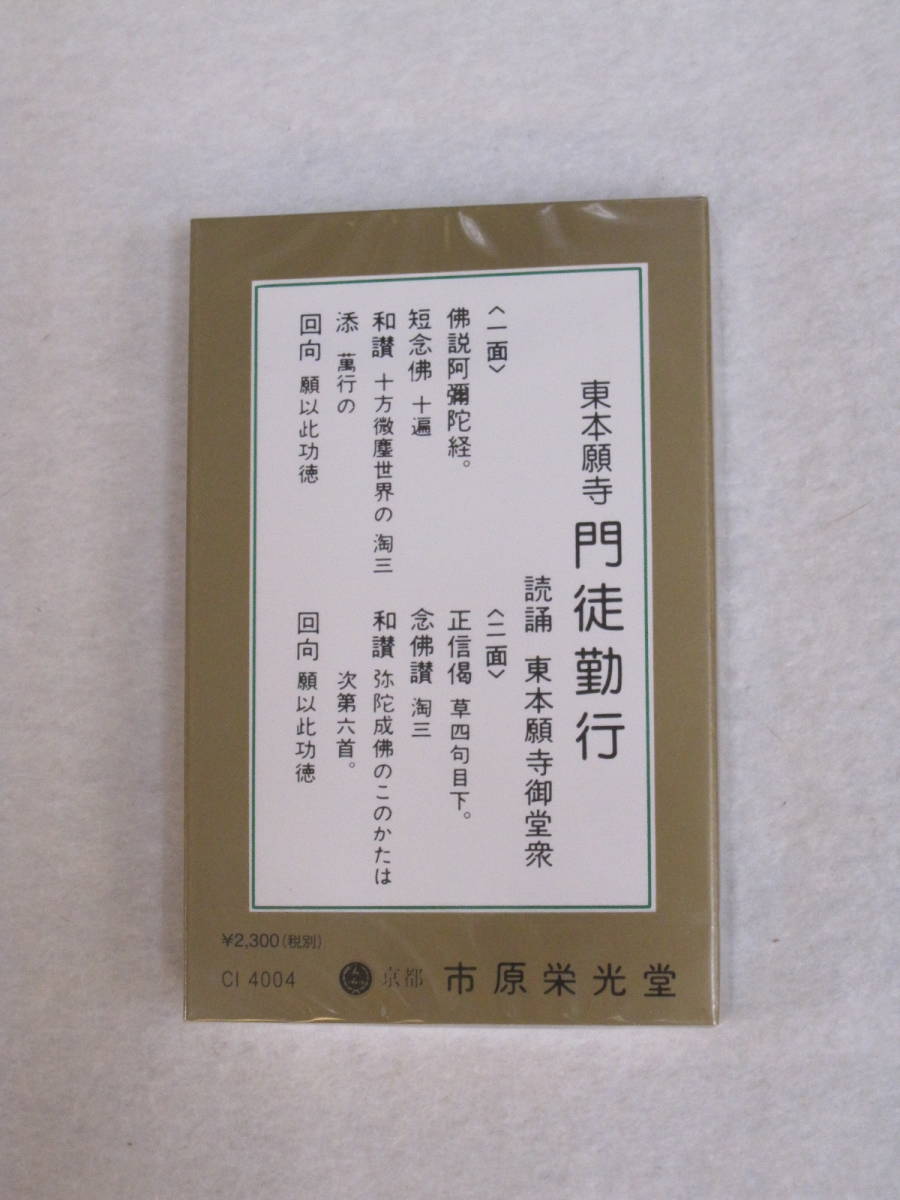 東本願寺 門徒勤行
読誦 東本願寺御堂衆
〈一面〉
佛説阿彌陀経。
短念佛 十遍
和讃 十方微塵世界の 淘三
添 萬行の
回向 願以此功徳
〈二面〉
正信偈 草四句目下。
念佛讃 淘三
和讃 弥陀成佛のこのかたは
次第六首。
回向 願以此功徳
¥2,300(税別)
CI 4004 京都 市原栄光堂